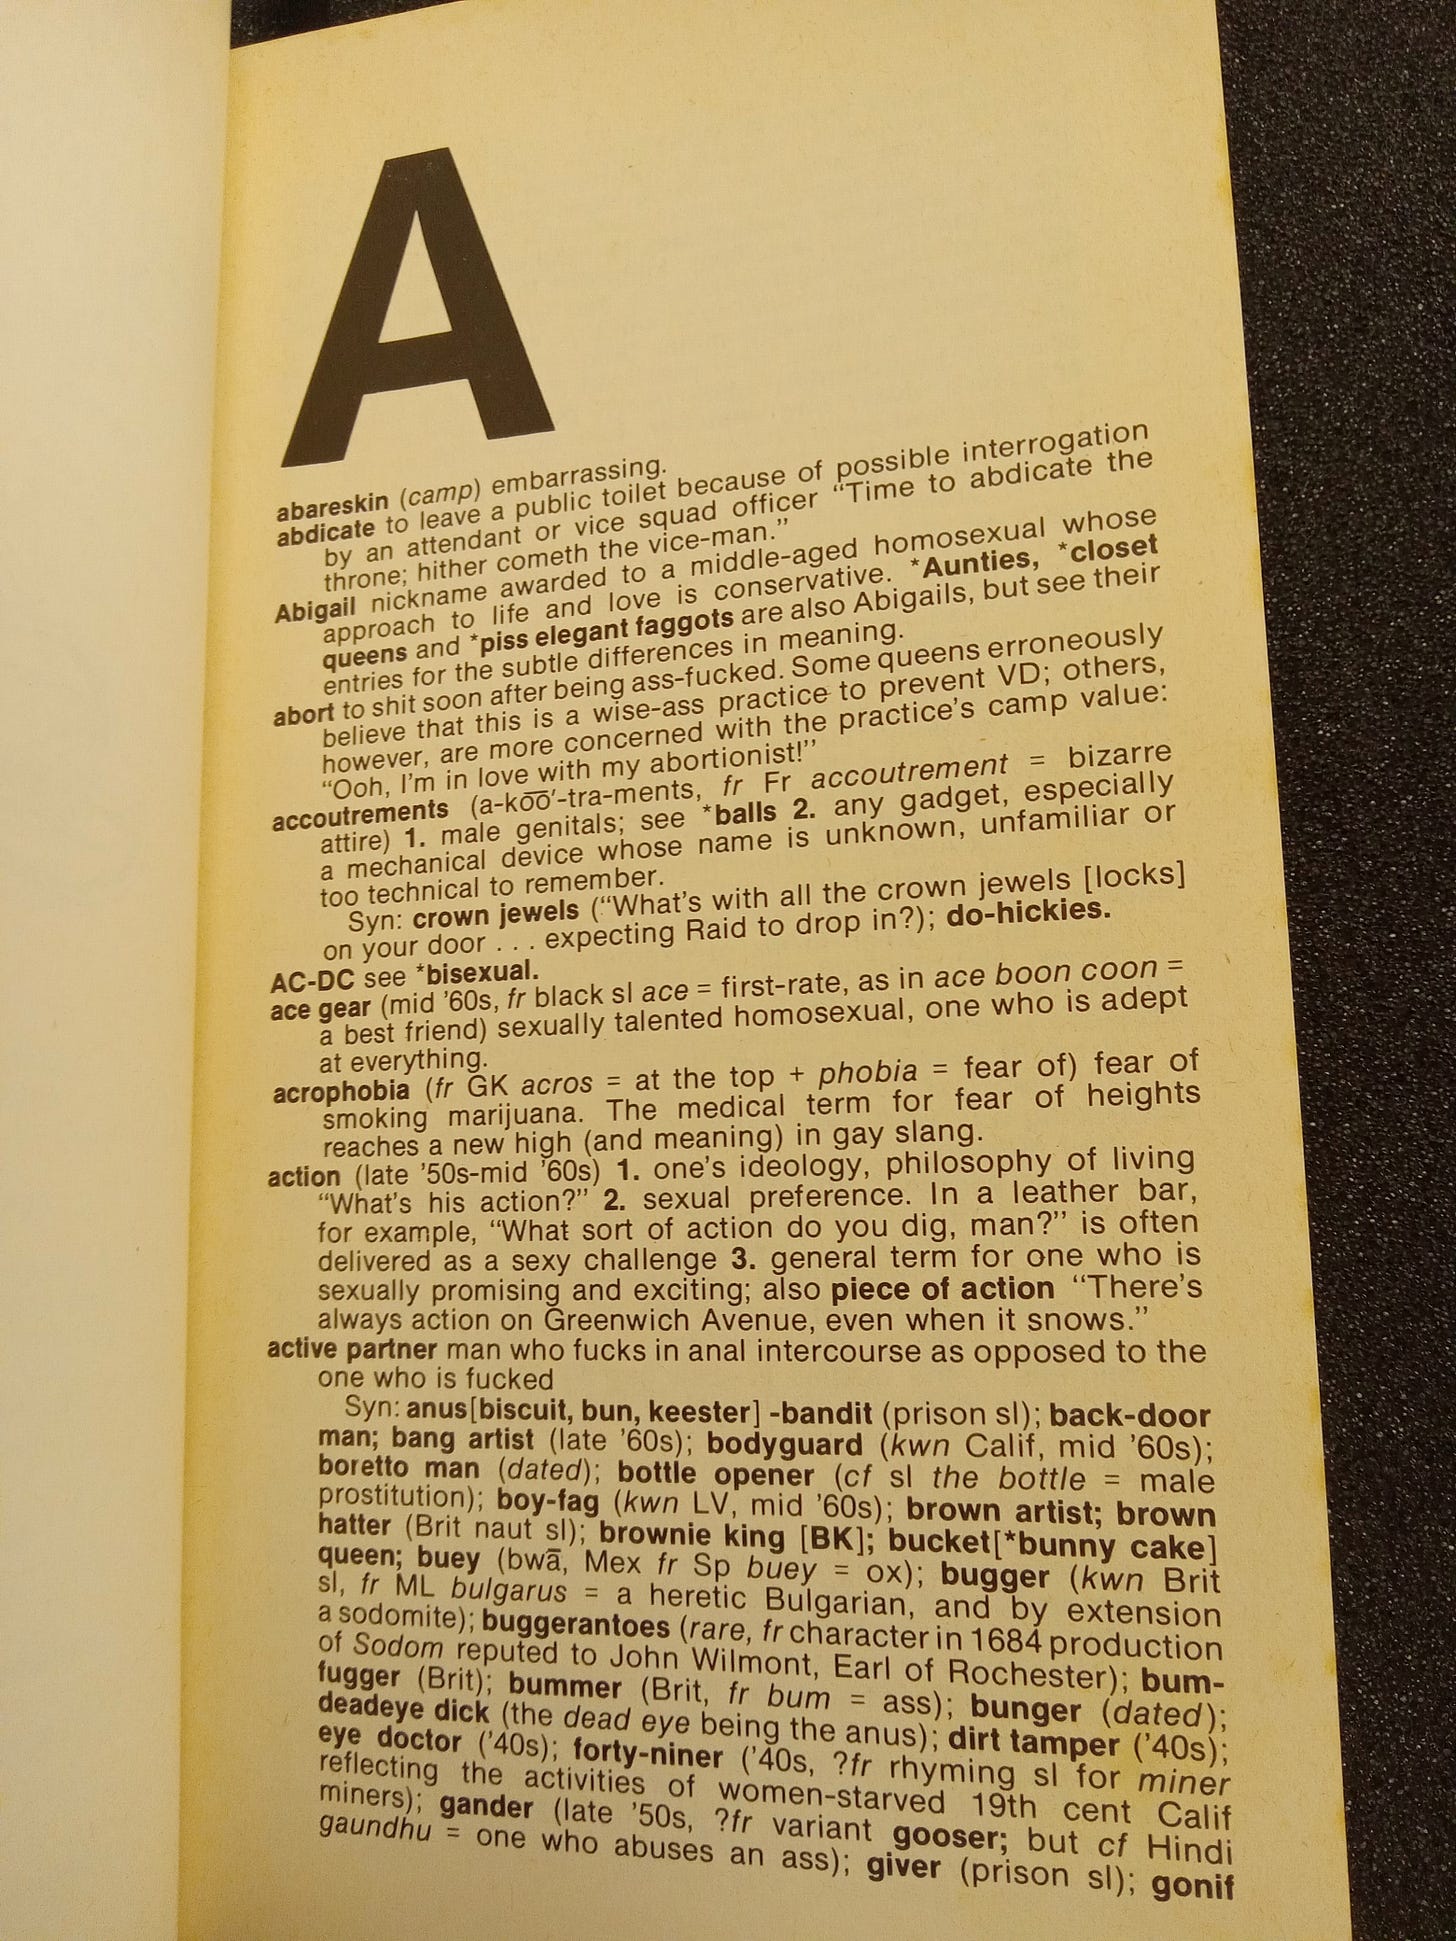 A
abareskin (camp) embarrassing.
abdicate to leave a public toilet because of possible interrogation
by an attendant or vice squad officer “Time to abdicate the
throne; hither cometh the vice-man.”
Abigail nickname awarded to a middle-aged homosexual whose
approach to life and love is conservative. *Aunties, *closet
queens and *piss elegant faggots are also Abigails, but see their
entries for the subtle differences in meaning.
abort to shit soon after being ass-fucked. Some queens erroneously
believe that this is a wise-ass practice to prevent VD; others,
however, are more concerned with the practice's camp value:
“Ooh, I'm in love with my abortionist!”
accoutrements (a-ko͞o′-tra-ments, fr Fr accoutrement = bizarre
attire) 1. male genitals; see *balls 2. any gadget, especially
a mechanical device whose name is unknown, unfamiliar or
too technical to remember.
Syn: crown jewels (“What's with all the crown jewels [locks]
on your door . . . expecting Raid to drop in?); do-hickies.
AC-DC see *bisexual.
ace gear (mid '60s, fr black sl ace = first-rate, as in ace boon coon =
a best friend) sexually talented homosexual, one who is adept
at everything.
acrophobia (fr GK acros = at the top + phobia = fear of) fear of
smoking marijuana. The medical term for fear of heights
reaches a new high (and meaning) in gay slang.
action (late '50s-mid '60s) 1. one's ideology, philosophy of living
“What's his action?” 2. sexual preference. In a leather bar,
for example, “What sort of action do you dig, man?” is often
delivered as a sexy challenge 3. general term for one who is
sexually promising and exciting; also piece of action “There's
always action on Greenwich Avenue, even when it snows.”
active partner man who fucks in anal intercourse as opposed to the
one who is fucked
Syn: anus[biscuit, bun, keester] -bandit (prison sl); back-door
man; bang artist (late '60s); bodyguard (kwn Calif, mid '60s);
boretto man (dated); bottle opener (cf sl the bottle = male
prostitution); boy-fag (kwn LV, mid '60s); brown artist; brown
hatter (Brit naut sl); brownie king [BK]; bucket[*bunny cake]
queen; buey (bwā, Mex fr Sp buey = ox); bugger (kwn Brit
sl, fr ML bulgarus = a heretic Bulgarian, and by extension
a sodomite); buggerantoes (rare, fr character in 1684 production
of Sodom reputed to John Wilmont, Earl of Rochester); bum-
fugger (Brit); bummer (Brit, fr bum = ass); bunger (dated);
deadeye dick (the dead eye being the anus); dirt tamper ('40s);
eye doctor ('40s); forty-niner ('40s, ?fr rhyming sl for miner
reflecting the activities of women-starved 19th cent Calif
miners); gander (late '50s, ?fr variant gooser; but cf Hindi
gaundhu = one who abuses an ass); giver (prison sl); gonif